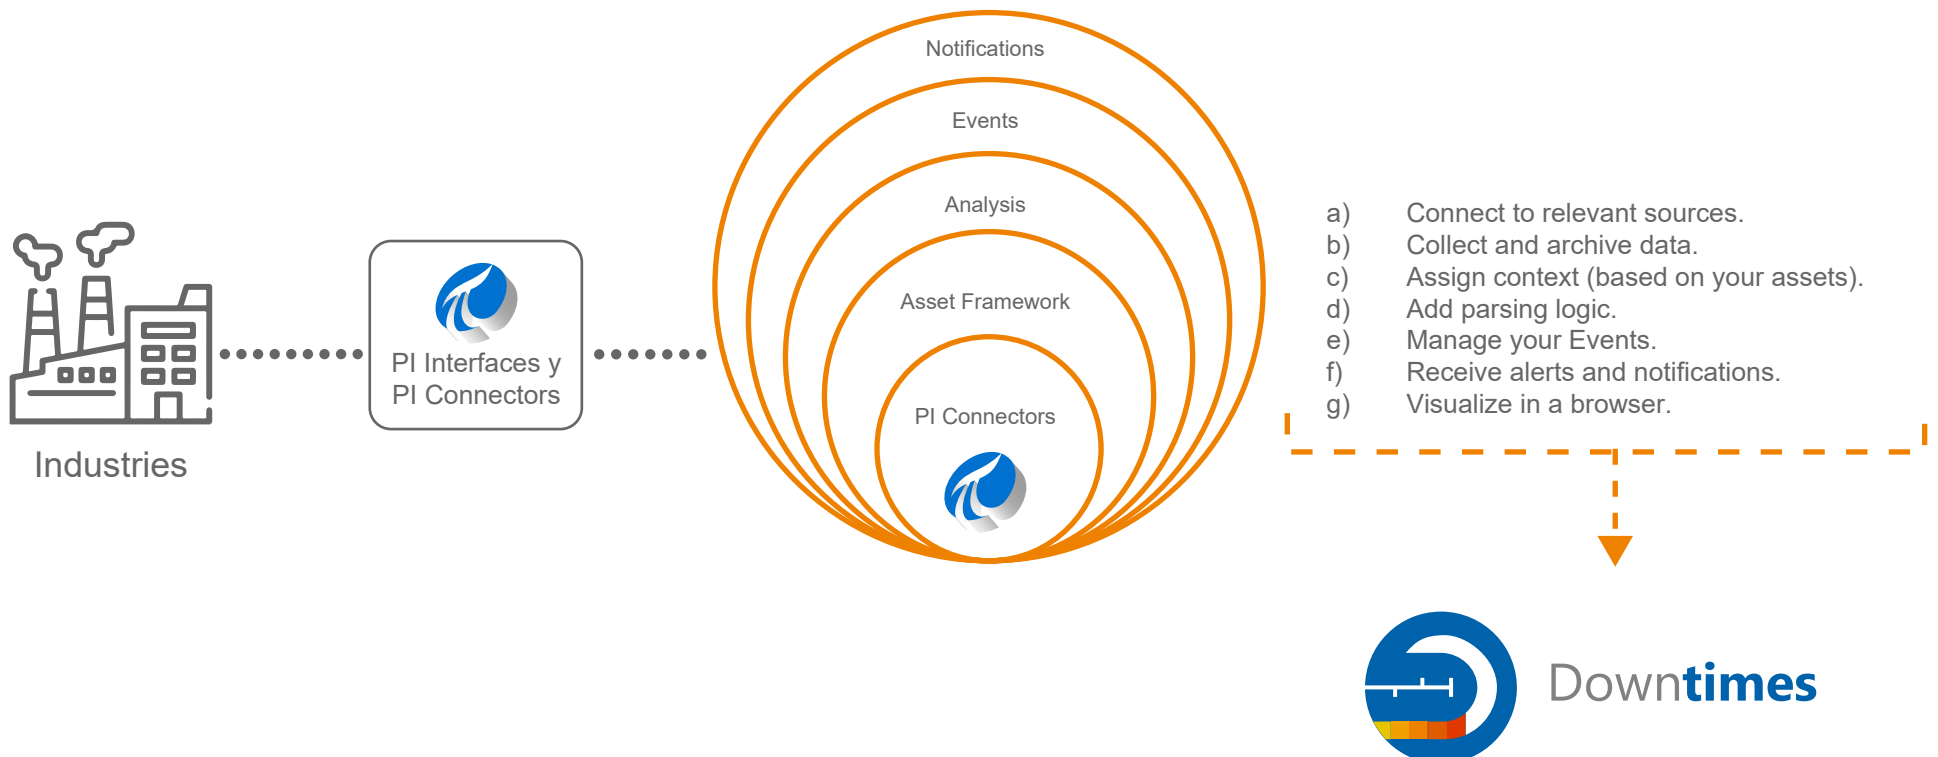 Industries
PI Interfaces y
PI Connectors
Notifications
Events
Analysis
Asset Framework
PI Connectors
a) Connect to relevant sources.
b) Collect and archive data.
c) Assign context (based on your assets).
d) Add parsing logic.
e) Manage your Events.
f) Receive alerts and notifications.
g) Visualize in a browser.
Downtimes